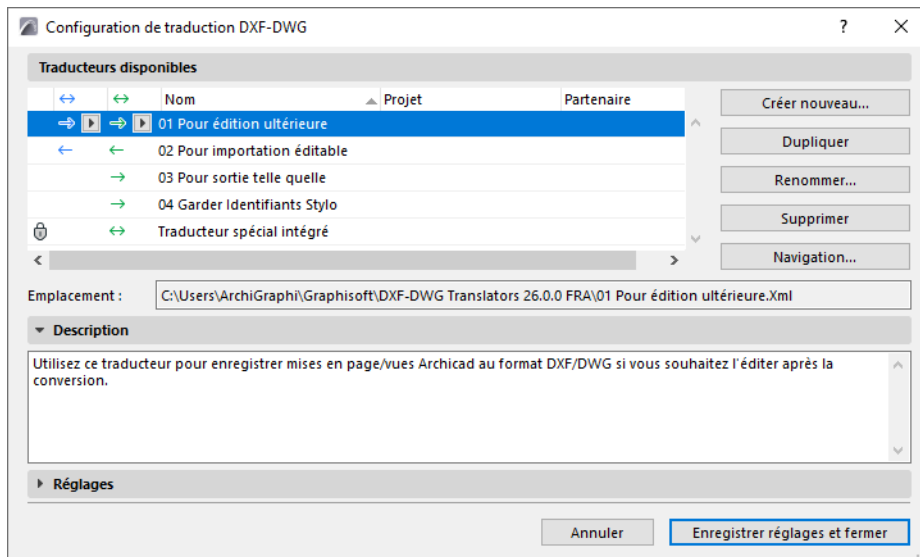 Configuration de traduction DXF-DWG
Traducteurs disponibles
Nom Projet Partenaire
01 Pour édition ultérieure
02 Pour importation éditable
03 Pour sortie telle quelle
04 Garder Identifiants Stylo
Traducteur spécial intégré
Créer nouveau...
Dupliquer
Renommer...
Supprimer
Navigation...
Emplacement : C:\Users\ArchiGraphi\Graphisoft\DXF-DWG Translators 26.0.0 FRA\01 Pour édition ultérieure.Xml
Description
Utilisez ce traducteur pour enregistrer mises en page/vues Archicad au format DXF/DWG si vous souhaitez l'éditer après la
conversion.
Réglages
Annuler Enregistrer réglages et fermer